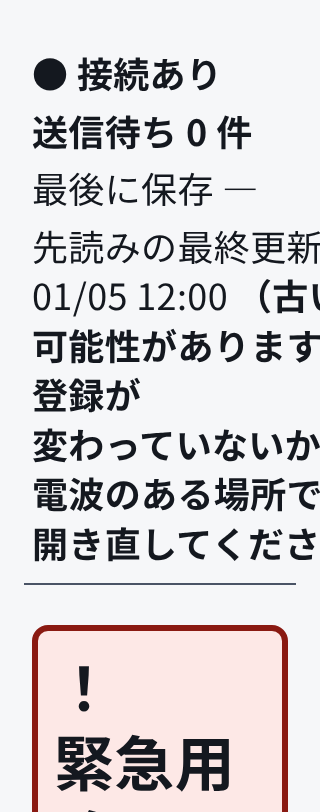 ● 接続あり
送信待ち 0 件
最後に保存 —
先読みの最終更新
01/05 12:00 （古い
可能性があります
登録が
変わっていないか
電波のある場所で
開き直してくださ
！
緊急用